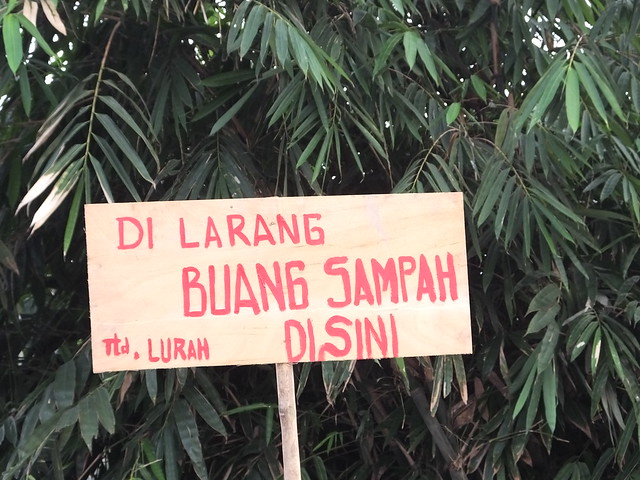 DI LARANG
BUANG SAMPAH
DISINI
Ttd. LURAH